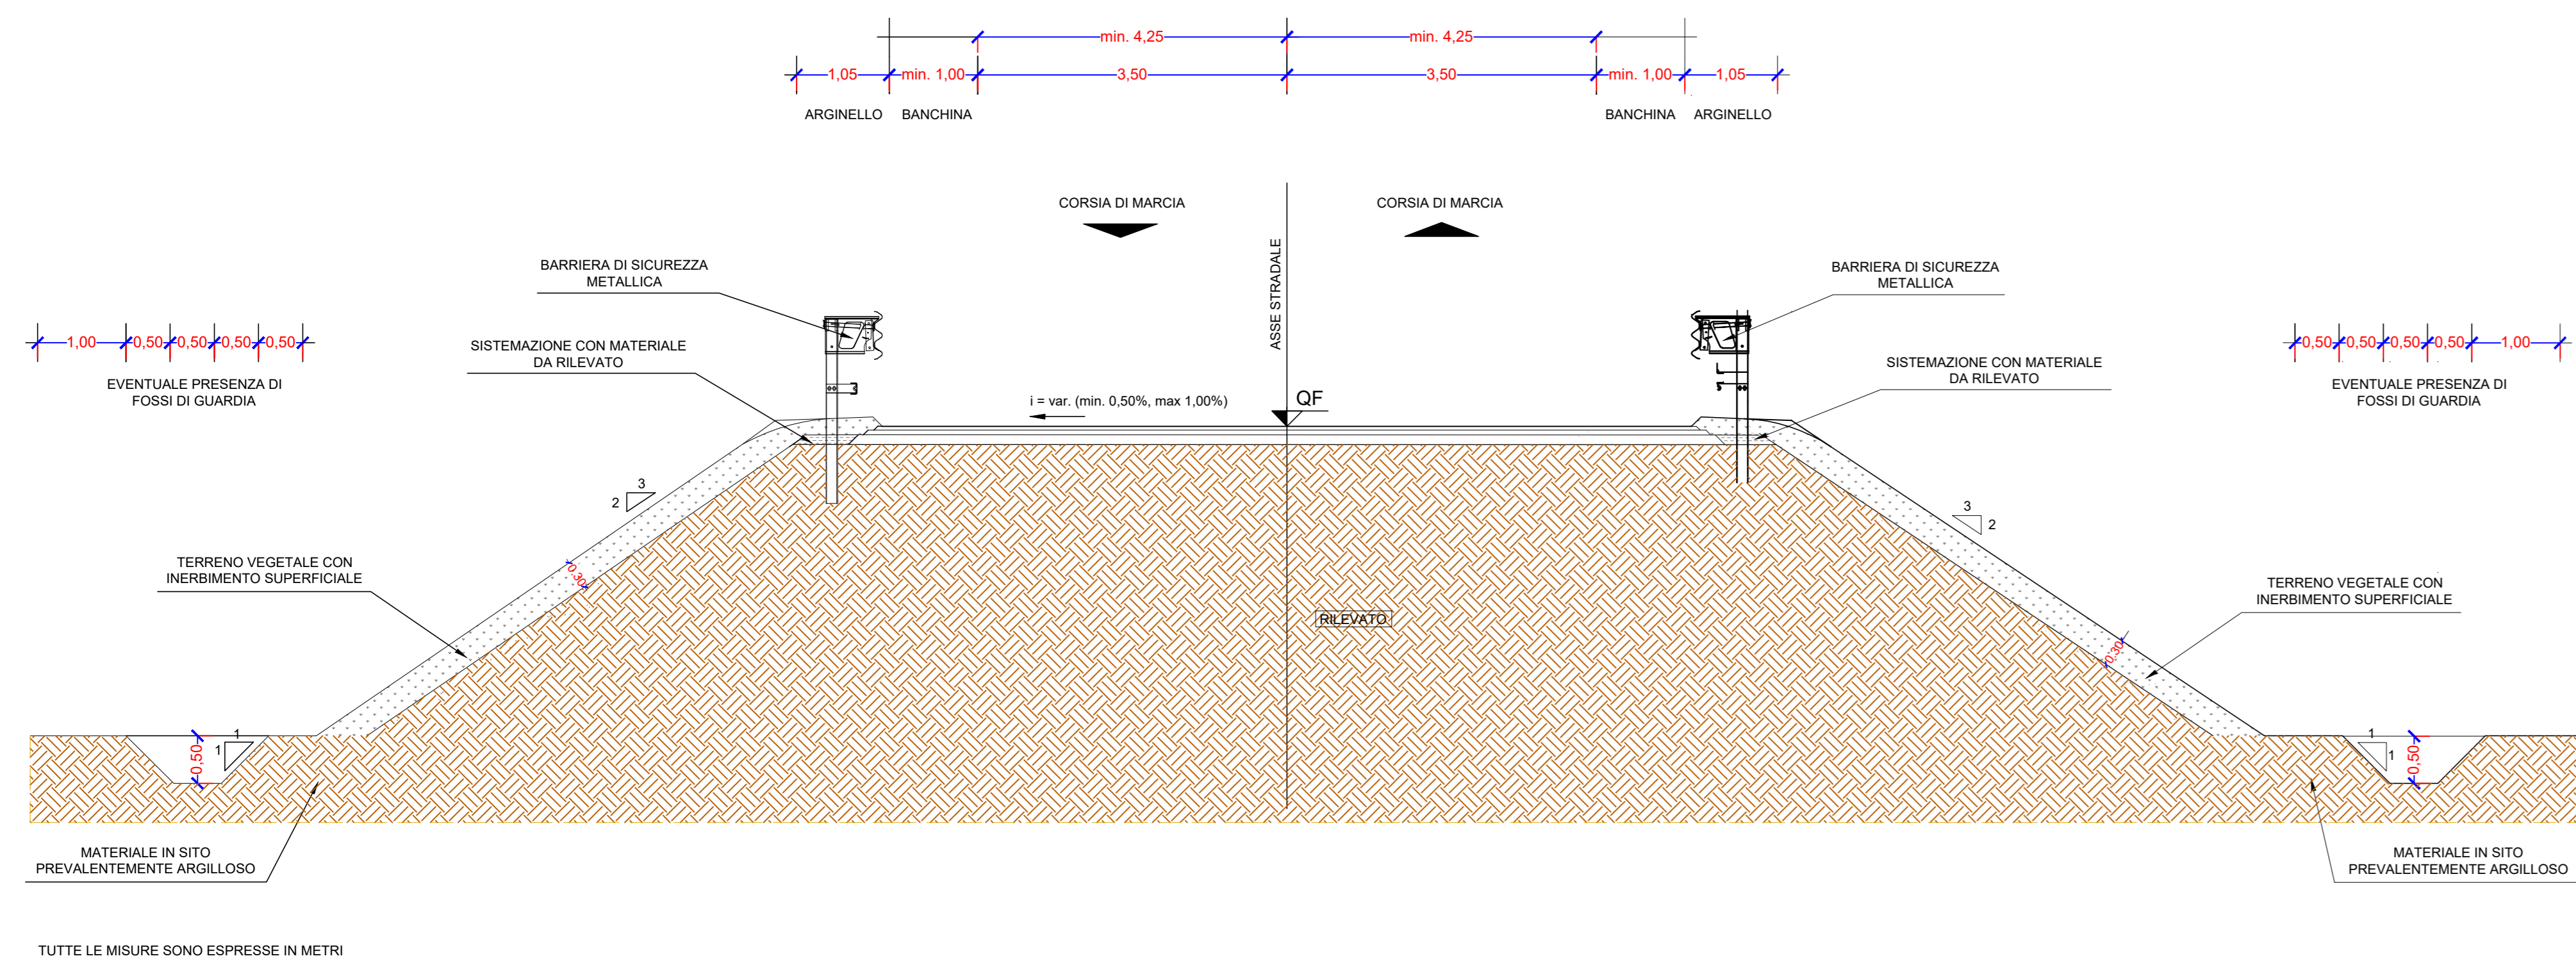 min. 4,25 min. 4,25
1,05 min. 1,00 3,50 3,50 min. 1,00 1,05
ARGINELLO BANCHINA BANCHINA ARGINELLO
CORSIA DI MARCIA CORSIA DI MARCIA
ASSE STRADALE
BARRIERA DI SICUREZZA
METALLICA
BARRIERA DI SICUREZZA
METALLICA
1,00 0,50 0,50 0,50 0,50
EVENTUALE PRESENZA DI
FOSSI DI GUARDIA
SISTEMAZIONE CON MATERIALE
DA RILEVATO
SISTEMAZIONE CON MATERIALE
DA RILEVATO
0,50 0,50 0,50 0,50 1,00
EVENTUALE PRESENZA DI
FOSSI DI GUARDIA
i = var. (min. 0,50%, max 1,00%)
QF
3
2
3
2
TERRENO VEGETALE CON
INERBIMENTO SUPERFICIALE
0,30
RILEVATO
TERRENO VEGETALE CON
INERBIMENTO SUPERFICIALE
0,30
0,50
1
1
1
1
0,50
MATERIALE IN SITO
PREVALENTEMENTE ARGILLOSO
MATERIALE IN SITO
PREVALENTEMENTE ARGILLOSO
TUTTE LE MISURE SONO ESPRESSE IN METRI